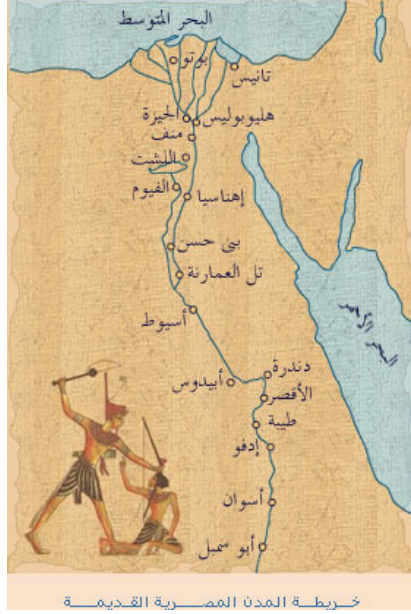 البحر المتوسط
بوتو
تانيس
الجيزة
هليوبوليس
منف
اللشت
الفيوم
إهناسيا
بنى حسن
تل العمارنة
أسيوط
البحر الأحمر
دندرة
أبيدوس
الأقصر
طيبة
إدفو
أسوان
أبو سمبل
خريطة المدن المصرية القديمة